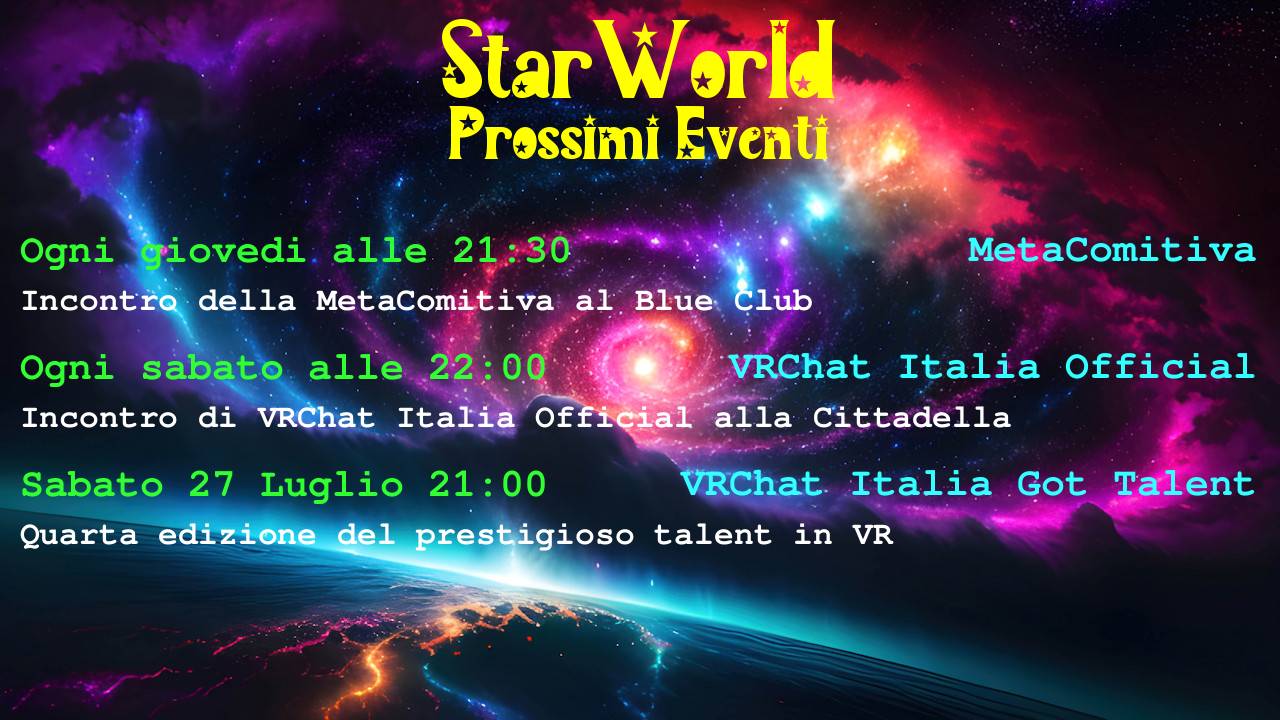 Star World
Prossimi Eventi
Ogni giovedi alle 21:30 MetaComitiva
Incontro della MetaComitiva al Blue Club
Ogni sabato alle 22:00 VRChat Italia Official
Incontro di VRChat Italia Official alla Cittadella
Sabato 27 Luglio 21:00 VRChat Italia Got Talent
Quarta edizione del prestigioso talent in VR